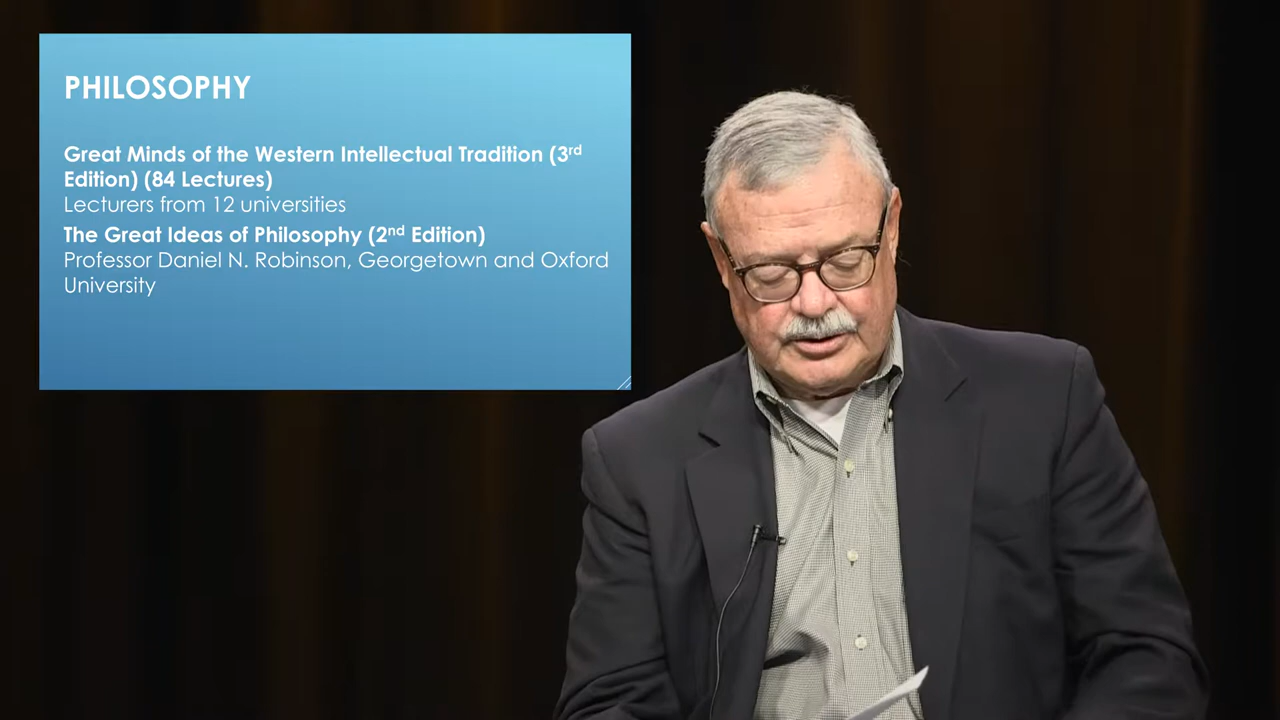 PHILOSOPHY
Great Minds of the Western Intellectual Tradition (3rd
Edition) (84 Lectures)
Lecturers from 12 universities
The Great Ideas of Philosophy (2nd Edition)
Professor Daniel N. Robinson, Georgetown and Oxford
University